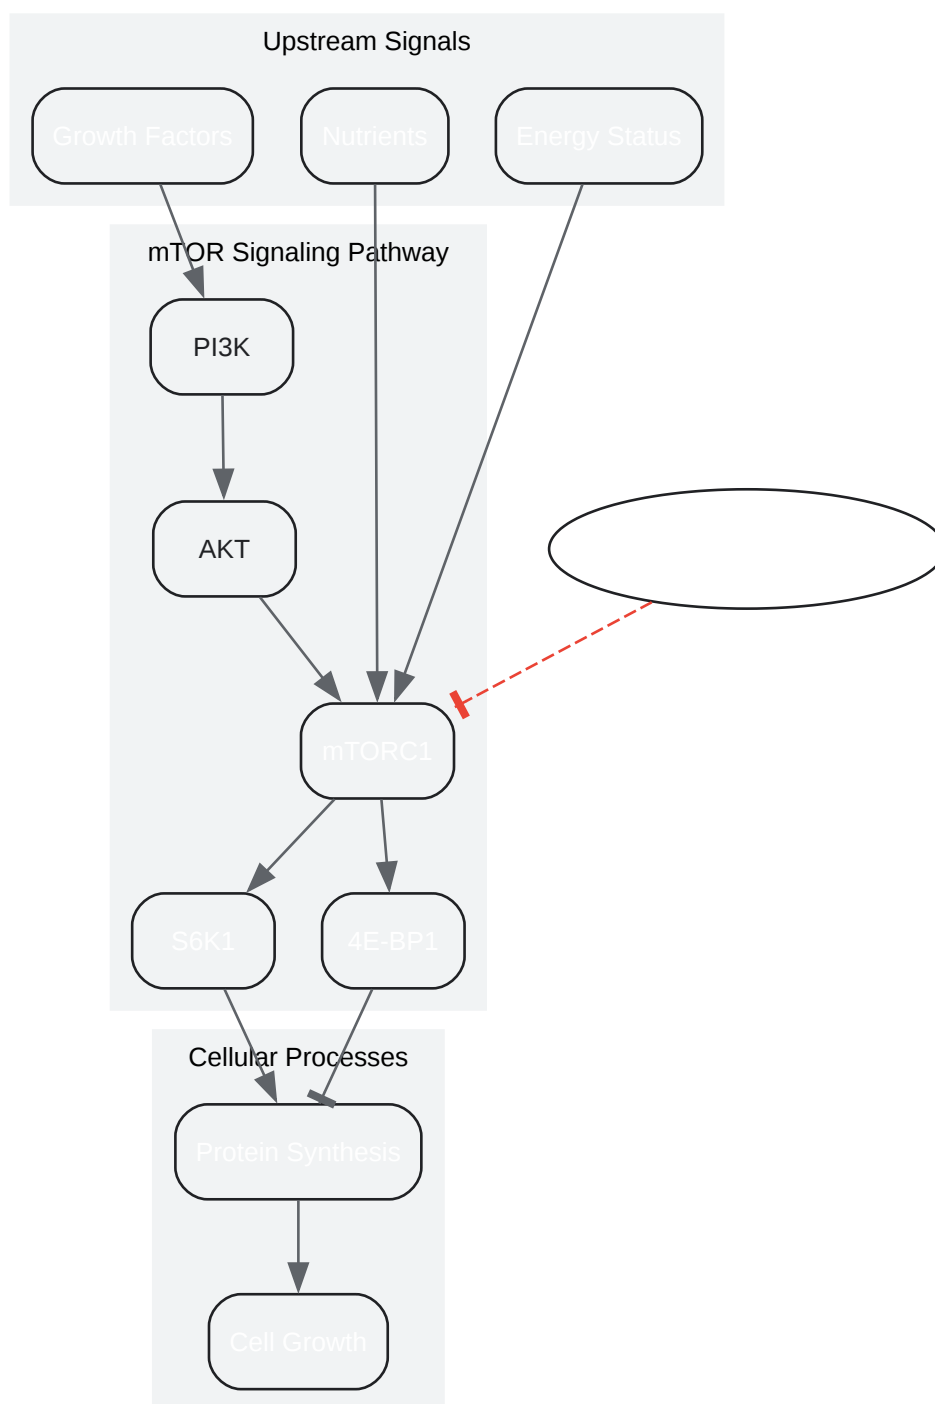 Upstream Signals
Growth Factors
Nutrients
Energy Status
mTOR Signaling Pathway
PI3K
AKT
mTORC1
S6K1
4E-BP1
Cellular Processes
Protein Synthesis
Cell Growth